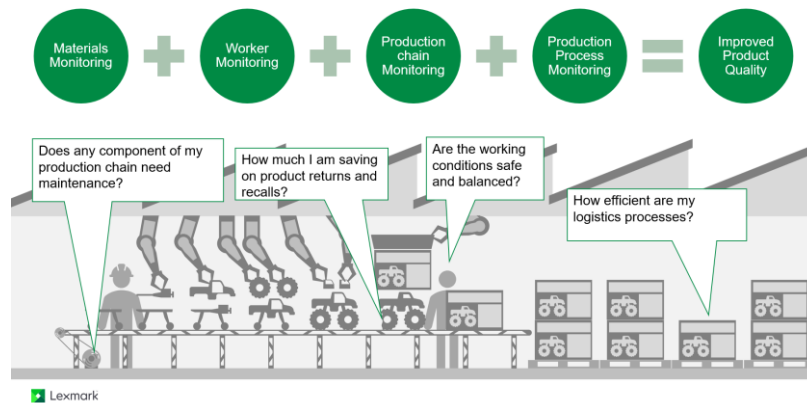 Materials
Monitoring
Worker
Monitoring
Production
chain
Monitoring
Production
Process
Monitoring
Improved
Product
Quality
Does any component of my
production chain need
maintenance?
How much I am saving
on product returns and
recalls?
Are the working
conditions safe
and balanced?
How efficient are my
logistics processes?
Lexmark